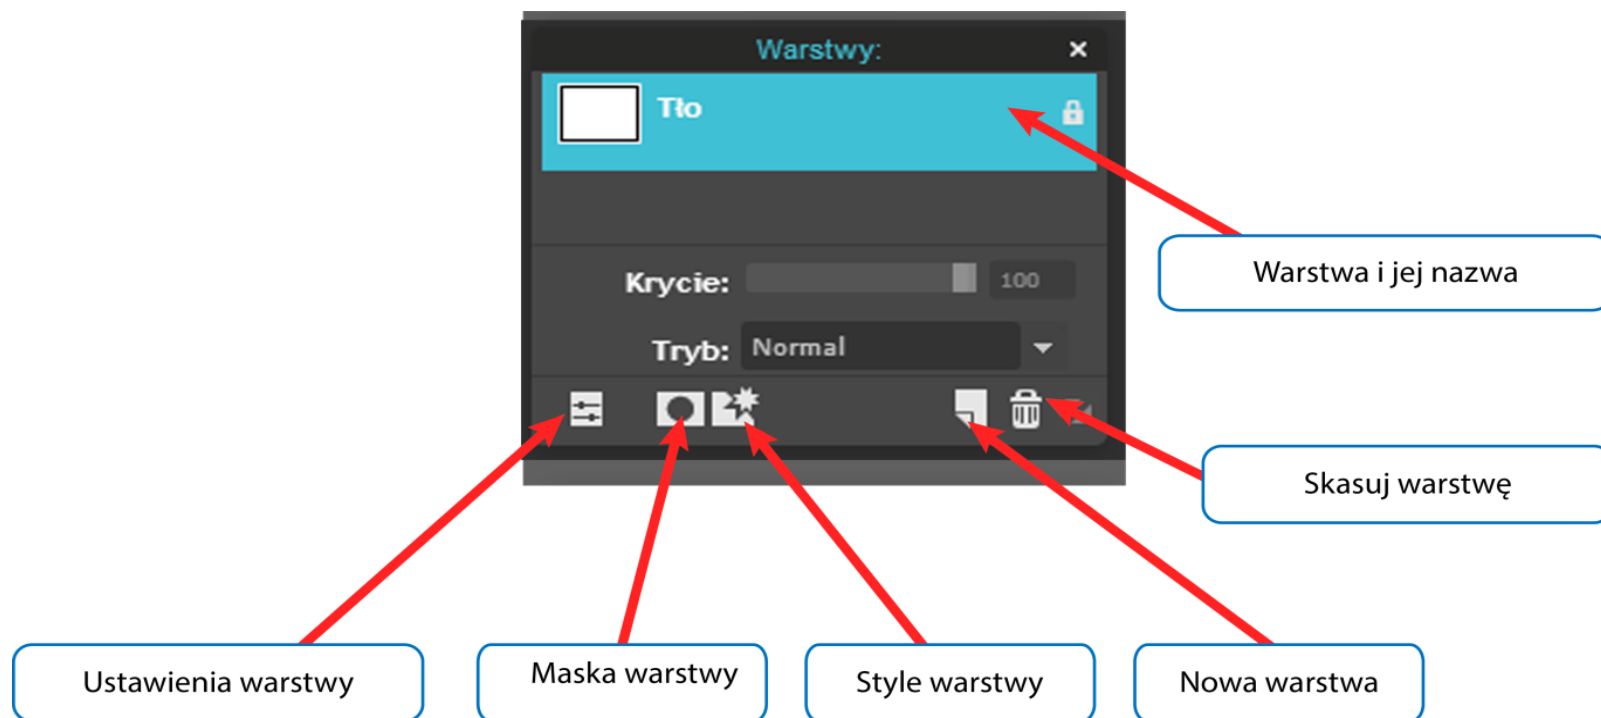 Warstwy:
Tło
Warstwa i jej nazwa
Krycie: 100
Tryb: Normal
Skasuj warstwę
Ustawienia warstwy
Maska warstwy
Style warstwy
Nowa warstwa